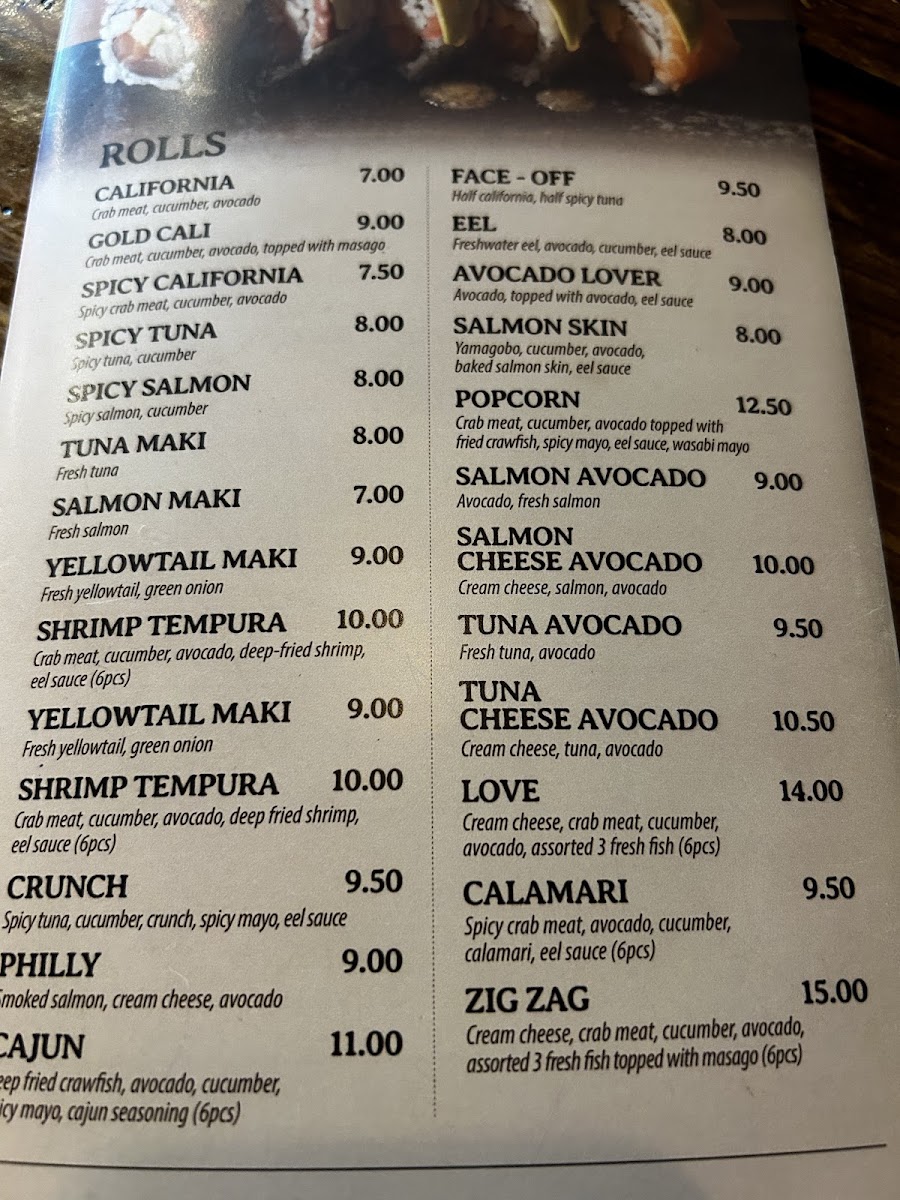 ROLLS
CALIFORNIA 7.00
Crab meat, cucumber, avocado
GOLD CALI 9.00
Crab meat, cucumber, avocado, topped with masago
SPICY CALIFORNIA 7.50
Spicy crab meat, cucumber, avocado
SPICY TUNA 8.00
Spicy tuna, cucumber
SPICY SALMON 8.00
Spicy salmon, cucumber
TUNA MAKI 8.00
Fresh tuna
SALMON MAKI 7.00
Fresh salmon
YELLOWTAIL MAKI 9.00
Fresh yellowtail, green onion
SHRIMP TEMPURA 10.00
Crab meat, cucumber, avocado, deep-fried shrimp,
eel sauce (6pcs)
YELLOWTAIL MAKI 9.00
Fresh yellowtail, green onion
SHRIMP TEMPURA 10.00
Crab meat, cucumber, avocado, deep fried shrimp,
eel sauce (6pcs)
CRUNCH 9.50
Spicy tuna, cucumber, crunch, spicy mayo, eel sauce
PHILLY 9.00
Smoked salmon, cream cheese, avocado
CAJUN 11.00
eep fried crawfish, avocado, cucumber,
icy mayo, cajun seasoning (6pcs)
FACE - OFF 9.50
Half california, half spicy tuna
EEL 8.00
Freshwater eel, avocado, cucumber, eel sauce
AVOCADO LOVER 9.00
Avocado, topped with avocado, eel sauce
SALMON SKIN 8.00
Yamagobo, cucumber, avocado,
baked salmon skin, eel sauce
POPCORN 12.50
Crab meat, cucumber, avocado topped with
fried crawfish, spicy mayo, eel sauce, wasabi mayo
SALMON AVOCADO 9.00
Avocado, fresh salmon
SALMON
CHEESE AVOCADO 10.00
Cream cheese, salmon, avocado
TUNA AVOCADO 9.50
Fresh tuna, avocado
TUNA
CHEESE AVOCADO 10.50
Cream cheese, tuna, avocado
LOVE 14.00
Cream cheese, crab meat, cucumber,
avocado, assorted 3 fresh fish (6pcs)
CALAMARI 9.50
Spicy crab meat, avocado, cucumber,
calamari, eel sauce (6pcs)
ZIG ZAG 15.00
Cream cheese, crab meat, cucumber, avocado,
assorted 3 fresh fish topped with masago (6pcs)